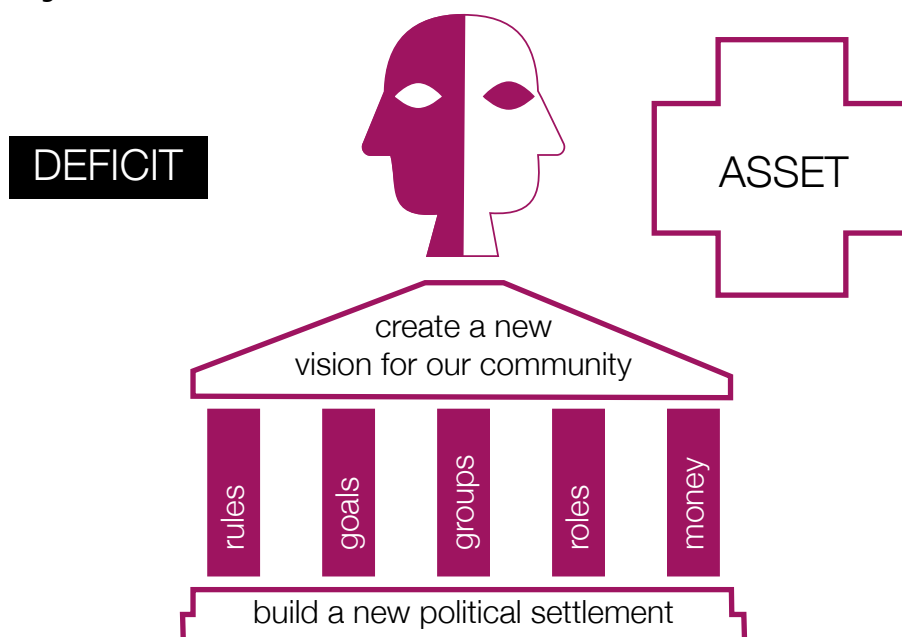 DEFICIT
ASSET
create a new
vision for our community
rules
goals
groups
roles
money
build a new political settlement